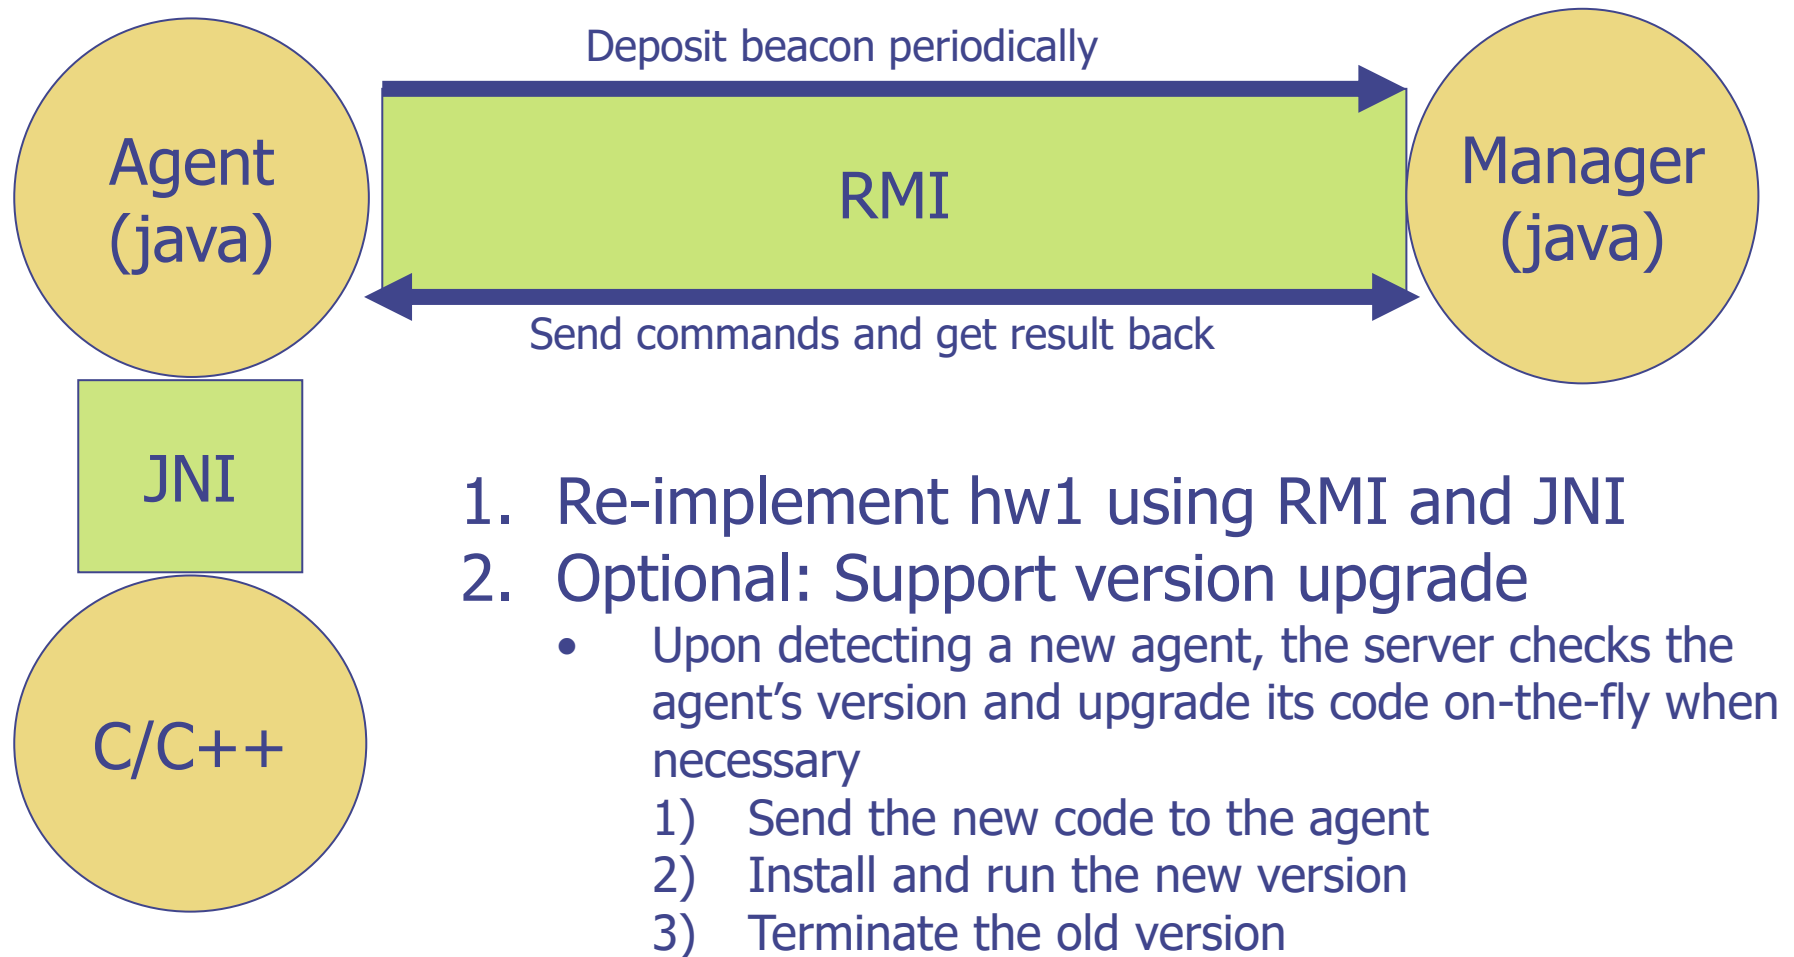 Deposit beacon periodically
Agent
(java)
RMI
Manager
(java)
Send commands and get result back
JNI
C/C++
1. Re-implement hw1 using RMI and JNI
2. Optional: Support version upgrade
• Upon detecting a new agent, the server checks the
agent’s version and upgrade its code on-the-fly when
necessary
1) Send the new code to the agent
2) Install and run the new version
3) Terminate the old version